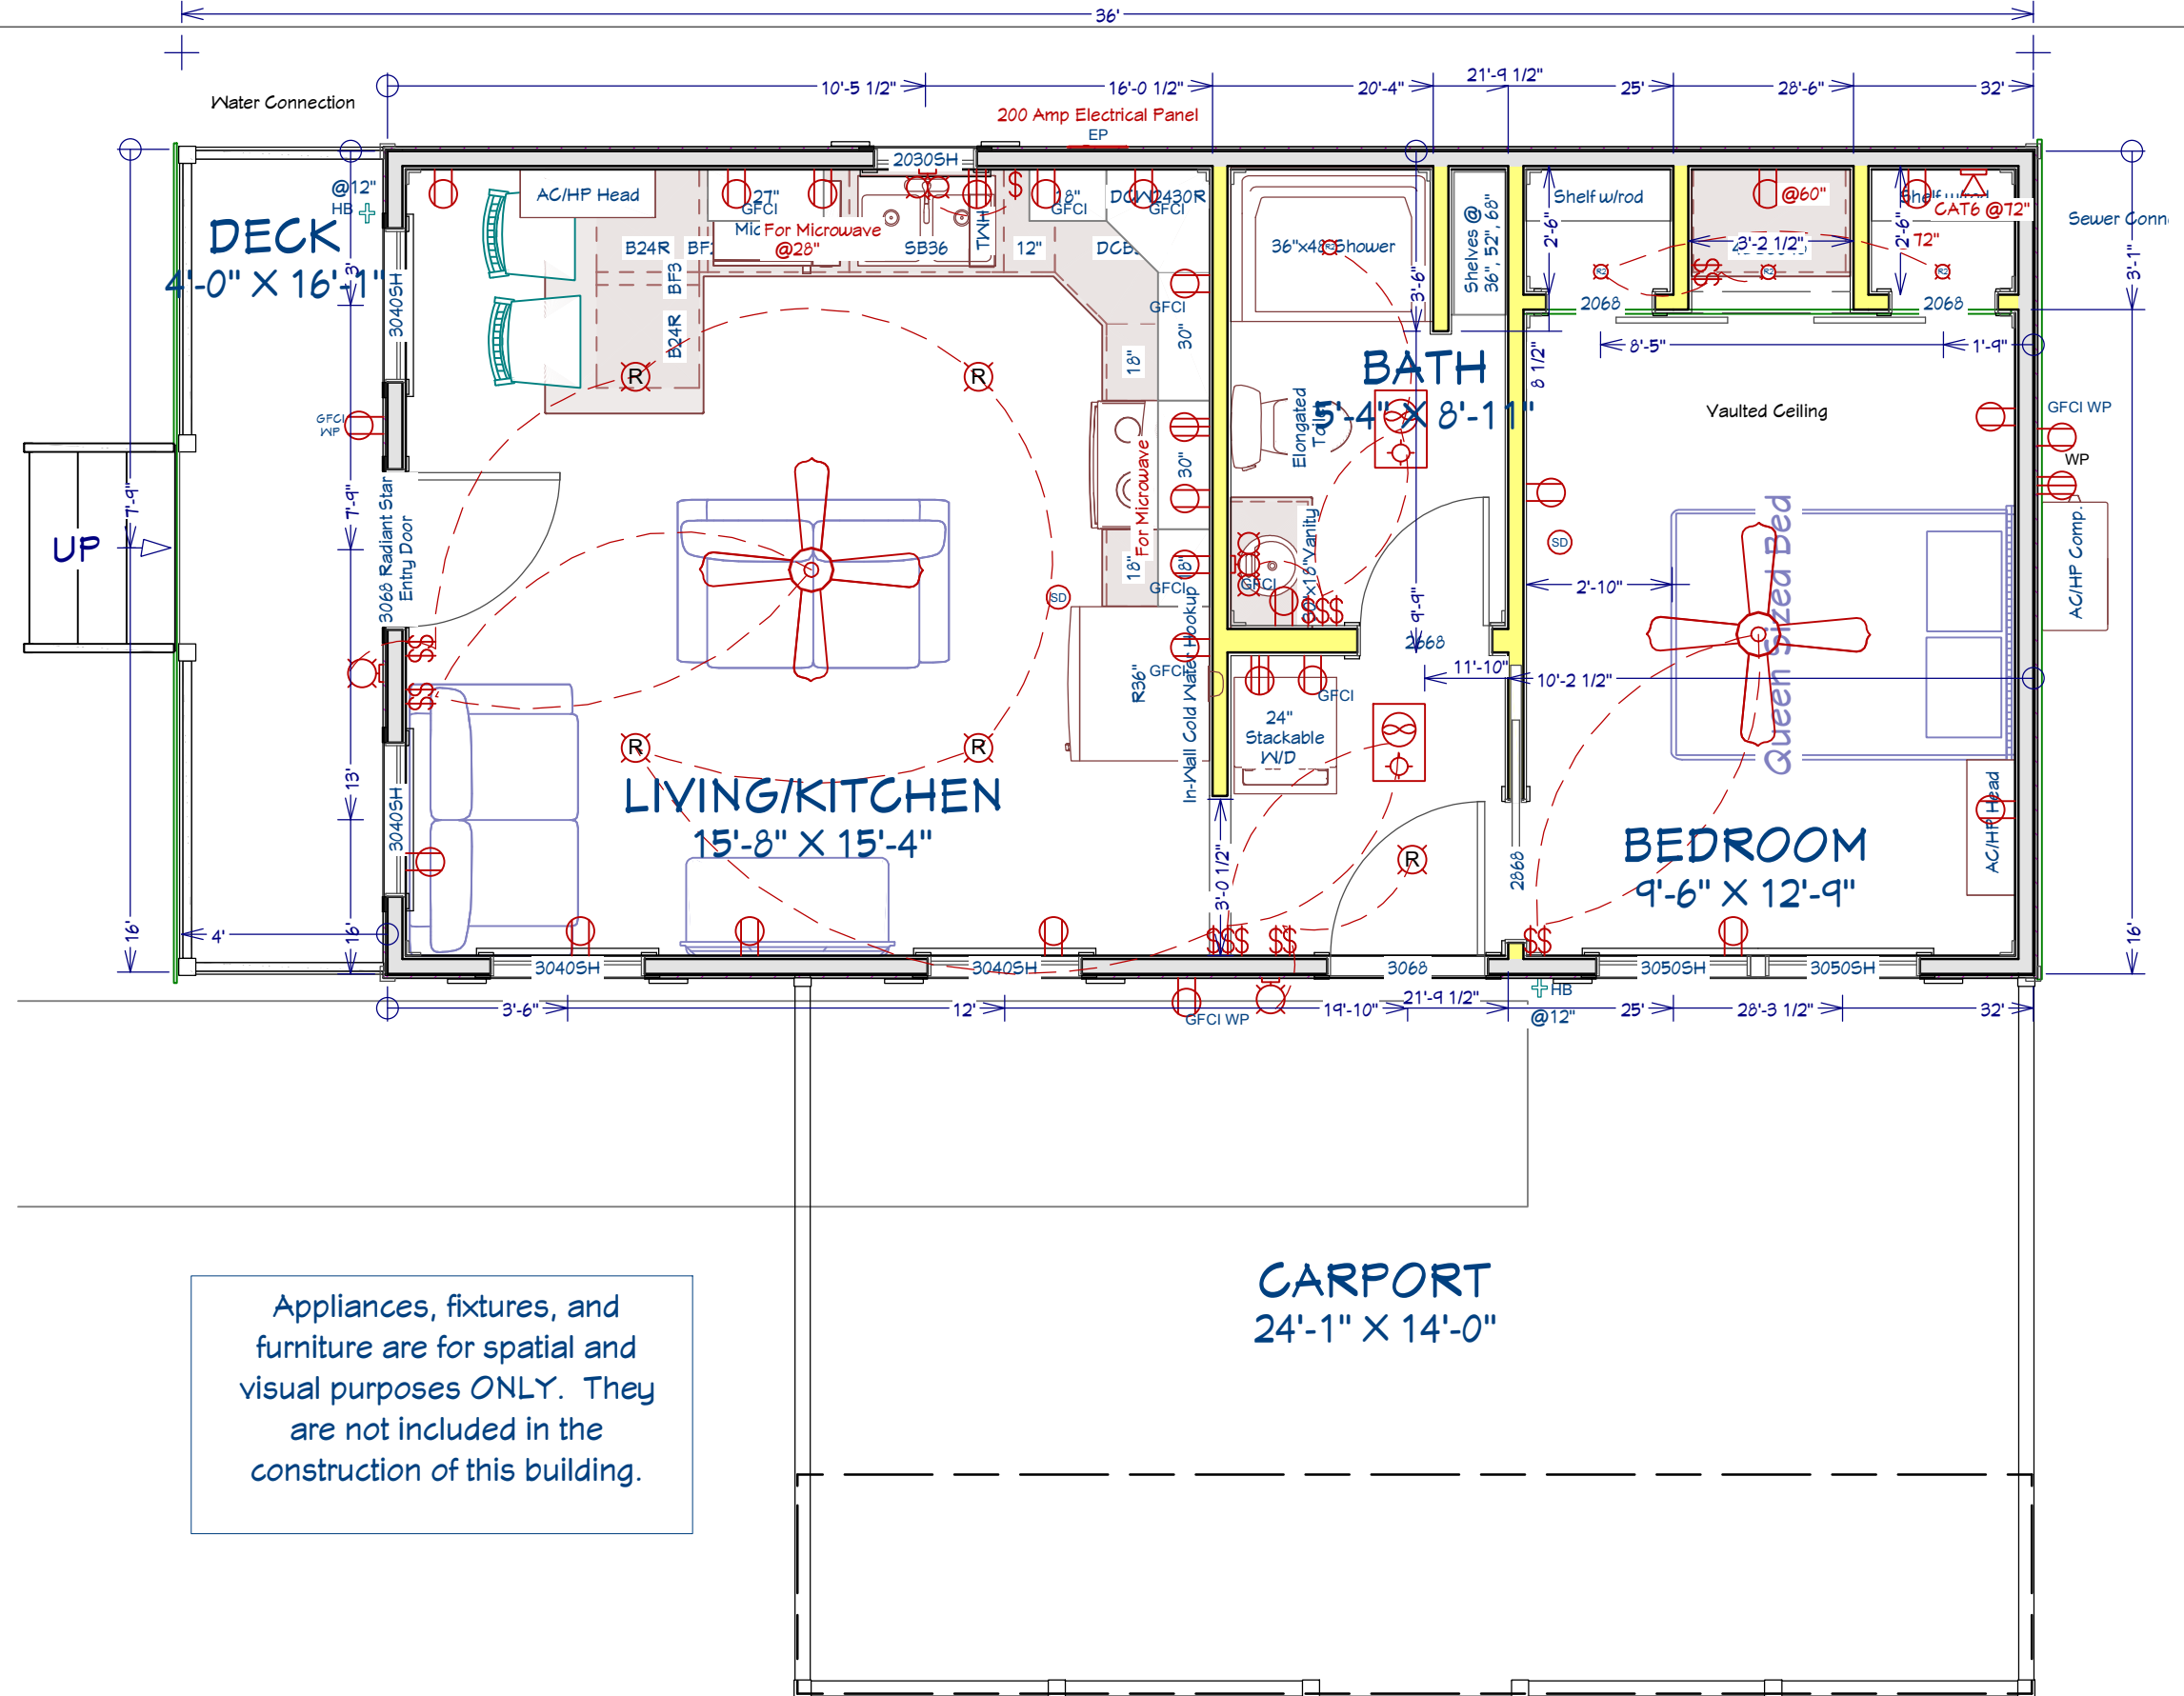 36'
10'-5 1/2"
16'-0 1/2"
20'-4"
21'-9 1/2"
25'
28'-6"
32'
Water Connection
200 Amp Electrical Panel
EP
2030SH
@12"
HB
DECK
4'-0" X 16'-1"
3'
3040SH
AC/HP Head
27"
GFCI
For Microwave
@28"
B24R
BF3
B24R
SB36
12"
18"
GFCI
DCW2430R
GFCI
GFCI
30"
18"
36"x48" Shower
Shelves @
36", 52", 68"
2'-6"
Shelf w/rod
@60"
3'-2 1/2"
2'-6"
CAT6 @72"
72"
Sewer Conn
3'-1"
2068
2068
3'-6"
8 1/2"
8'-5"
1'-9"
BATH
5'-4" X 8'-11"
Elongated
Vaulted Ceiling
GFCI WP
WP
GFCI
WP
R
R
30"
For Microwave
18"
18"
GFCI
GFCI
UP
7'-9"
7'-9"
3068 Radiant Star
Entry Door
SD
SD
GFCI
2'-10"
Queen Sized Bed
AC/HP Comp.
9'-9"
2668
11'-10"
10'-2 1/2"
GFCI
R36"
In-Wall Cold Water Hookup
24"
Stackable
W/D
R
R
R
13'
3040SH
LIVING/KITCHEN
15'-8" X 15'-4"
3'-0 1/2"
2868
BEDROOM
9'-6" X 12'-9"
AC/HP Head
16'
4'
16'
16'
3040SH
3040SH
3068
3050SH
3050SH
HB
@12"
GFCI WP
3'-6"
12'
19'-10"
21'-9 1/2"
25'
28'-3 1/2"
32'
CARPORT
24'-1" X 14'-0"
Appliances, fixtures, and
furniture are for spatial and
visual purposes ONLY. They
are not included in the
construction of this building.